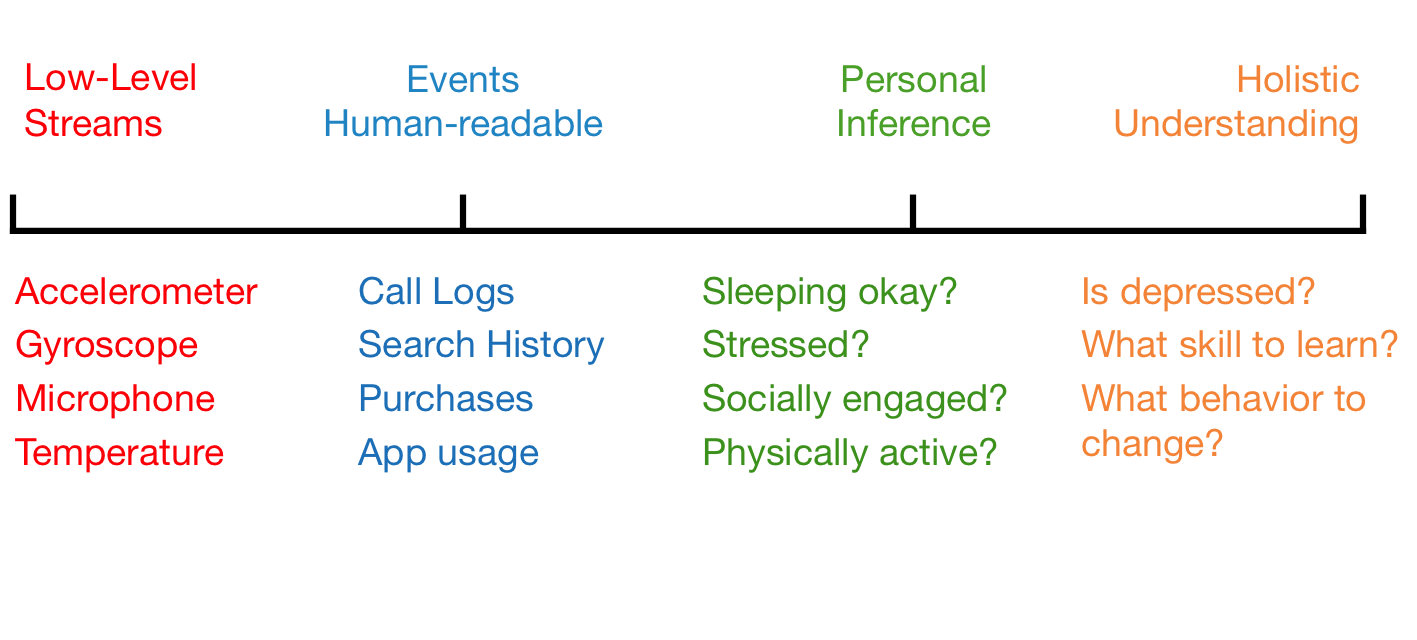 Low-Level
Streams
Events
Human-readable
Personal
Inference
Holistic
Understanding
Accelerometer
Gyroscope
Microphone
Temperature
Call Logs
Search History
Purchases
App usage
Sleeping okay?
Stressed?
Socially engaged?
Physically active?
Is depressed?
What skill to learn?
What behavior to
change?